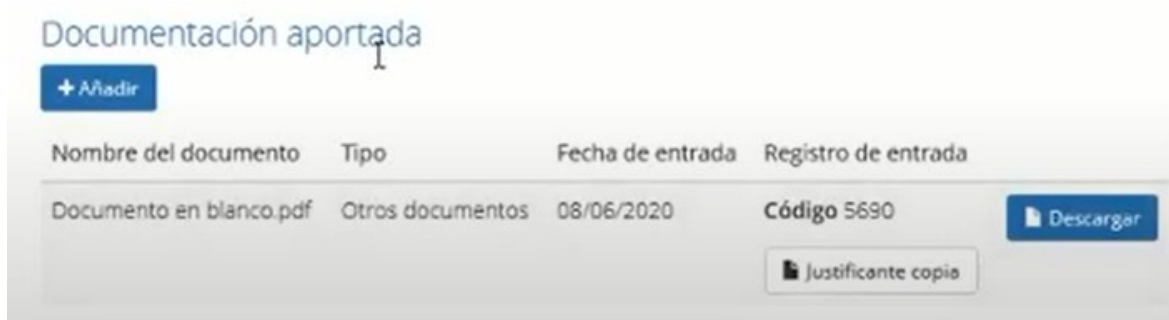 Documentación aportada
+ Añadir
Nombre del documento Tipo Fecha de entrada Registro de entrada
Documento en blanco.pdf Otros documentos 08/06/2020 Código 5690 Descargar
Justificante copia